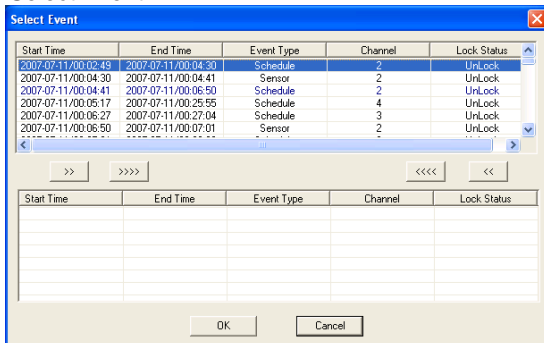 Select Event
Start Time End Time Event Type Channel Lock Status
2007-07-11/00:02:49 2007-07-11/00:04:30 Schedule 2 UnLock
2007-07-11/00:04:30 2007-07-11/00:04:41 Sensor 2 UnLock
2007-07-11/00:04:41 2007-07-11/00:06:50 Schedule 2 UnLock
2007-07-11/00:05:17 2007-07-11/00:25:55 Schedule 4 UnLock
2007-07-11/00:06:27 2007-07-11/00:27:04 Schedule 3 UnLock
2007-07-11/00:06:50 2007-07-11/00:07:01 Sensor 2 UnLock
>> >>>> <<<< <<
Start Time End Time Event Type Channel Lock Status
OK Cancel